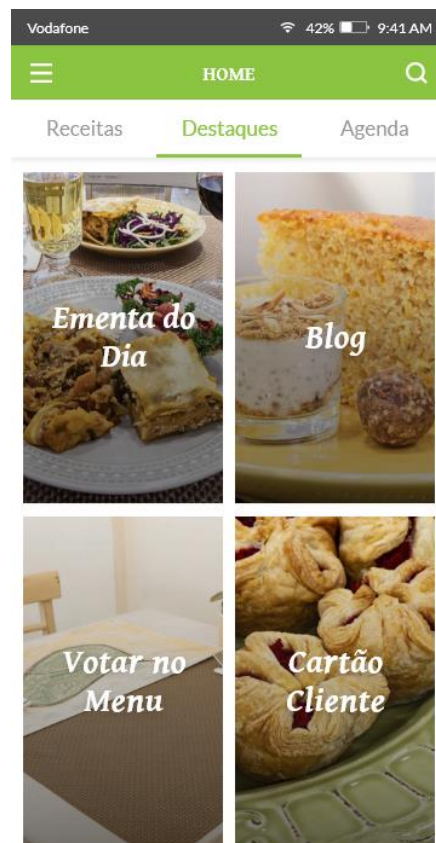 Vodafone 42% 9:41 AM
HOME
Receitas Destaques Agenda
Ementa do
Dia
Blog
Votar no
Menu
Cartão
Cliente